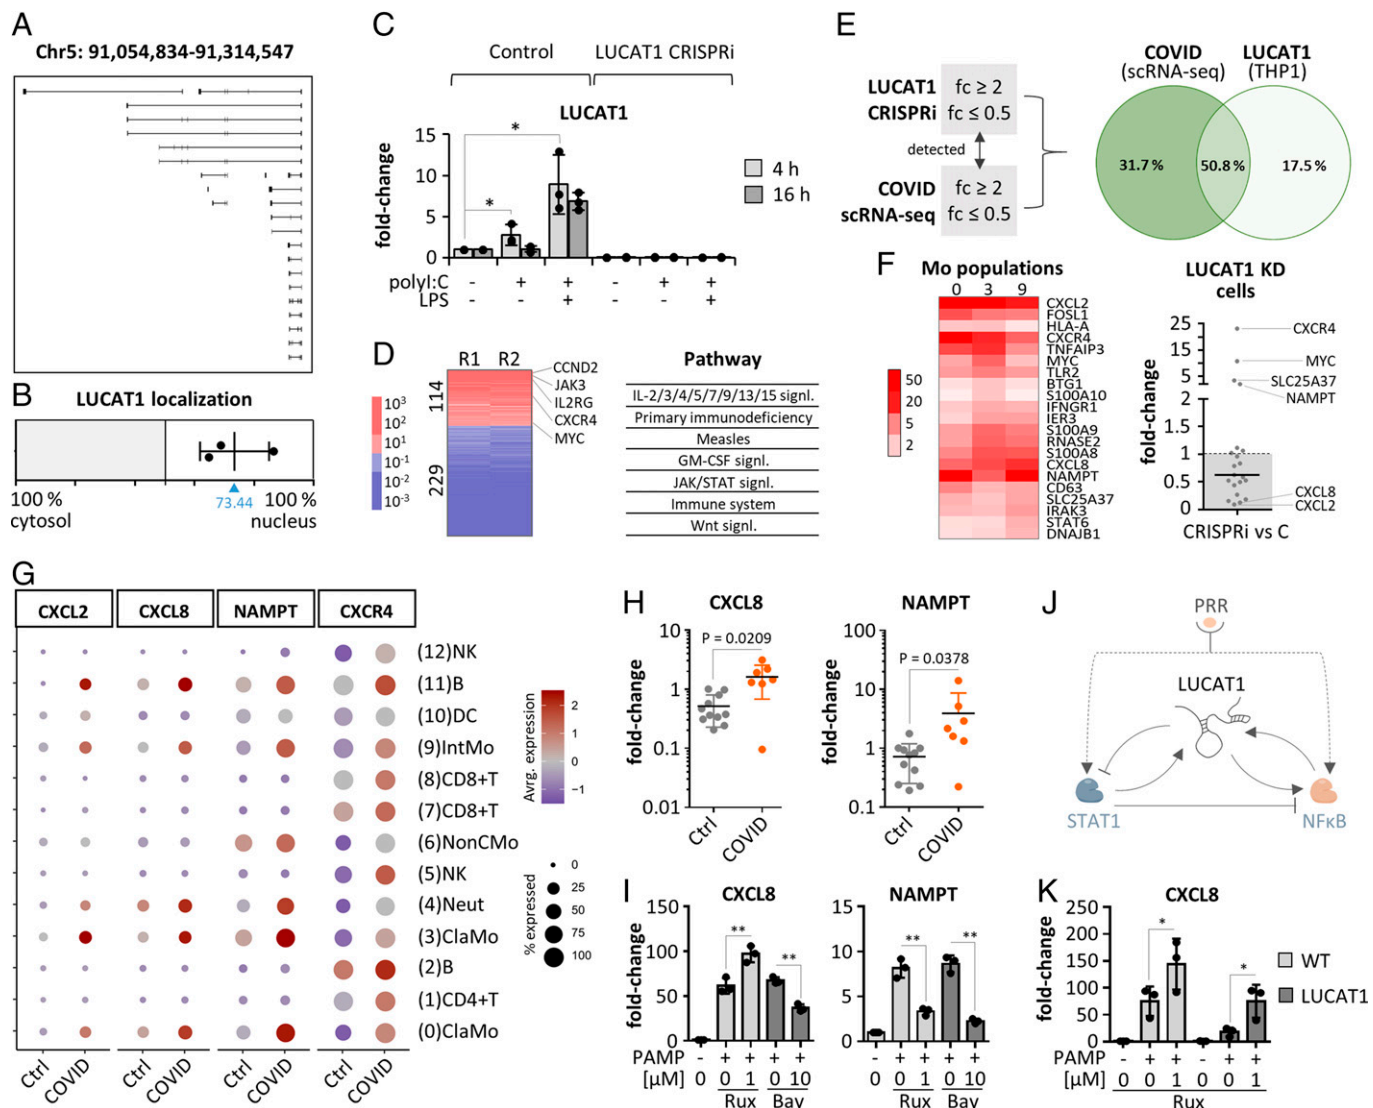 A
Chr5: 91,054,834-91,314,547
B
LUCAT1 localization
100 %
cytosol
73.44
100 %
nucleus
C
Control
LUCAT1 CRISPRi
LUCAT1
fold-change
15
10
5
0
4 h
16 h
polyI:C - + + - + +
LPS - - + - - +
D
R1 R2
114
229
10³
10²
10¹
10⁻¹
10⁻²
10⁻³
CCND2
JAK3
IL2RG
CXCR4
MYC
Pathway
IL-2/3/4/5/7/9/13/15 signl.
Primary immunodeficiency
Measles
GM-CSF signl.
JAK/STAT signl.
Immune system
Wnt signl.
E
LUCAT1
CRISPRi
fc ≥ 2
fc ≤ 0.5
detected
COVID
scRNA-seq
fc ≥ 2
fc ≤ 0.5
COVID
(scRNA-seq)
LUCAT1
(THP1)
31.7 %
50.8 %
17.5 %
F
Mo populations
0 3 9
50
20
5
2
CXCL2
FOSL1
HLA-A
CXCR4
TNFAIP3
MYC
TLR2
BTG1
S100A10
IFNGR1
IER3
S100A9
RNASE2
S100A8
CXCL8
NAMPT
CD63
SLC25A37
IRAK3
STAT6
DNAJB1
LUCAT1 KD
cells
fold-change
25
15
5
2
1
0.5
0
CXCR4
MYC
SLC25A37
NAMPT
CXCL8
CXCL2
CRISPRi vs C
G
CXCL2
CXCL8
NAMPT
CXCR4
(12)NK
(11)B
(10)DC
(9)IntMo
(8)CD8+T
(7)CD8+T
(6)NonCMo
(5)NK
(4)Neut
(3)ClaMo
(2)B
(1)CD4+T
(0)ClaMo
Ctrl
COVID
Ctrl
COVID
Ctrl
COVID
Ctrl
COVID
Avrg. expression
2
1
0
−1
% expressed
0
25
50
75
100
H
CXCL8
fold-change
10
1
0.1
0.01
P = 0.0209
Ctrl
COVID
NAMPT
fold-change
100
10
1
0.1
P = 0.0378
Ctrl
COVID
I
CXCL8
fold-change
150
100
50
0
** **
PAMP - + + + +
[µM] 0 0 1 0 10
Rux Bay
NAMPT
fold-change
15
10
5
0
** **
- + + + +
0 0 1 0 10
Rux Bay
J
PRR
LUCAT1
STAT1
NFκB
K
CXCL8
fold-change
250
200
150
100
50
0
* *
WT
LUCAT1
PAMP - + + - + +
[µM] 0 0 1 0 0 1
Rux